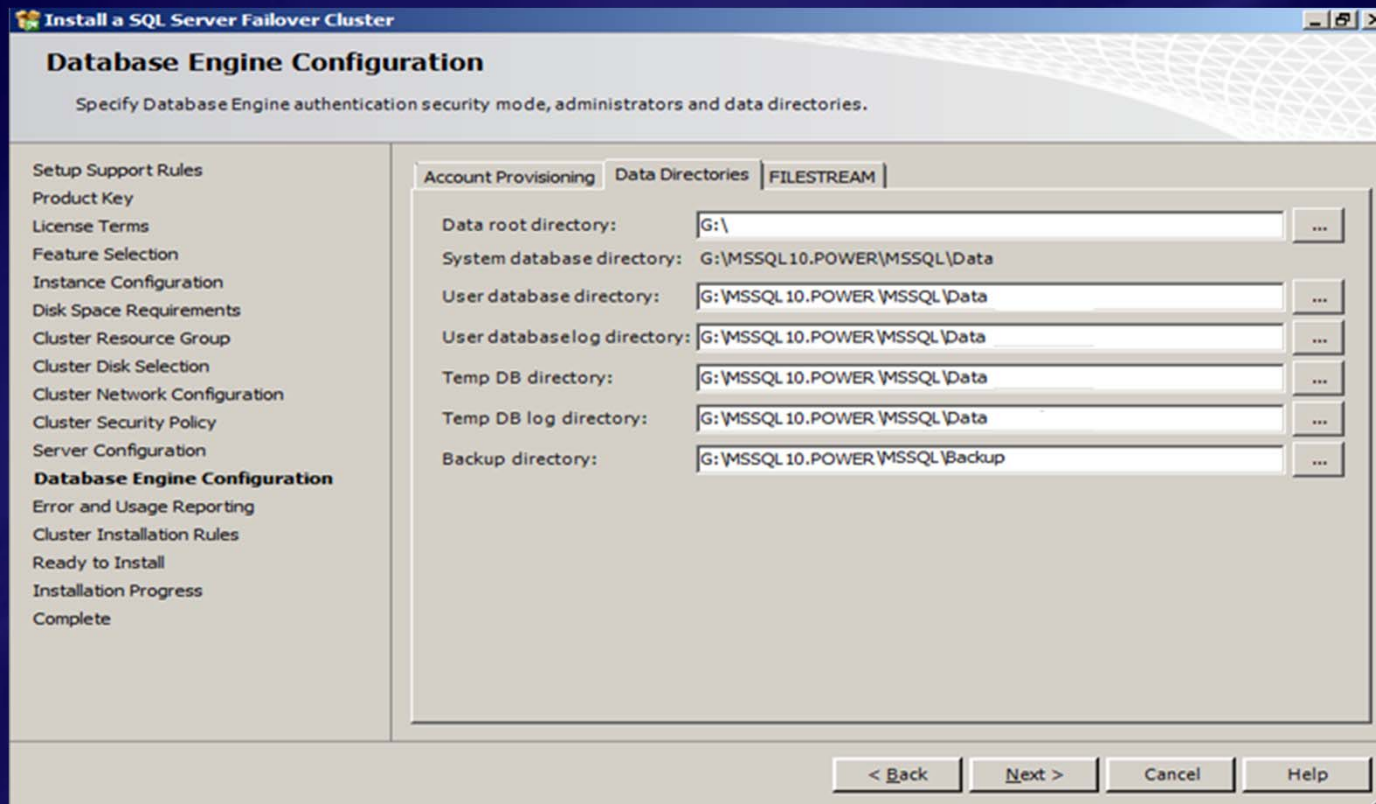 Install a SQL Server Failover Cluster
Database Engine Configuration
Specify Database Engine authentication security mode, administrators and data directories.
Setup Support Rules
Product Key
License Terms
Feature Selection
Instance Configuration
Disk Space Requirements
Cluster Resource Group
Cluster Disk Selection
Cluster Network Configuration
Cluster Security Policy
Server Configuration
Database Engine Configuration
Error and Usage Reporting
Cluster Installation Rules
Ready to Install
Installation Progress
Complete
Account Provisioning Data Directories FILESTREAM
Data root directory: G:\ ...
System database directory: G:\MSSQL10.POWER\MSSQL\Data
User database directory: G:\MSSQL10.POWER\MSSQL\Data ...
User databaselog directory: G:\MSSQL10.POWER\MSSQL\Data ...
Temp DB directory: G:\MSSQL10.POWER\MSSQL\Data ...
Temp DB log directory: G:\MSSQL10.POWER\MSSQL\Data ...
Backup directory: G:\MSSQL10.POWER\MSSQL\Backup ...
< Back Next > Cancel Help